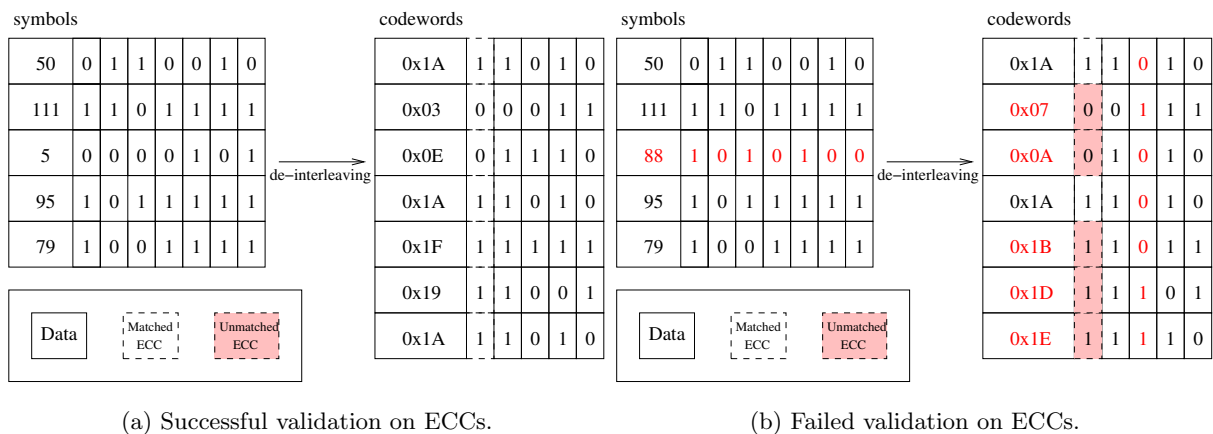 symbols
50 0 1 1 0 0 1 0
111 1 1 0 1 1 1 1
5 0 0 0 0 1 0 1
95 1 0 1 1 1 1 1
79 1 0 0 1 1 1 1
de−interleaving
codewords
0x1A 1 1 0 1 0
0x03 0 0 0 1 1
0x0E 0 1 1 1 0
0x1A 1 1 0 1 0
0x1F 1 1 1 1 1
0x19 1 1 0 0 1
0x1A 1 1 0 1 0
Data
Matched
ECC
Unmatched
ECC
(a) Successful validation on ECCs.
symbols
50 0 1 1 0 0 1 0
111 1 1 0 1 1 1 1
88 1 0 1 0 1 0 0
95 1 0 1 1 1 1 1
79 1 0 0 1 1 1 1
de−interleaving
codewords
0x1A 1 1 0 1 0
0x07 0 0 1 1 1
0x0A 0 1 0 1 0
0x1A 1 1 0 1 0
0x1B 1 1 0 1 1
0x1D 1 1 1 0 1
0x1E 1 1 1 1 0
Data
Matched
ECC
Unmatched
ECC
(b) Failed validation on ECCs.